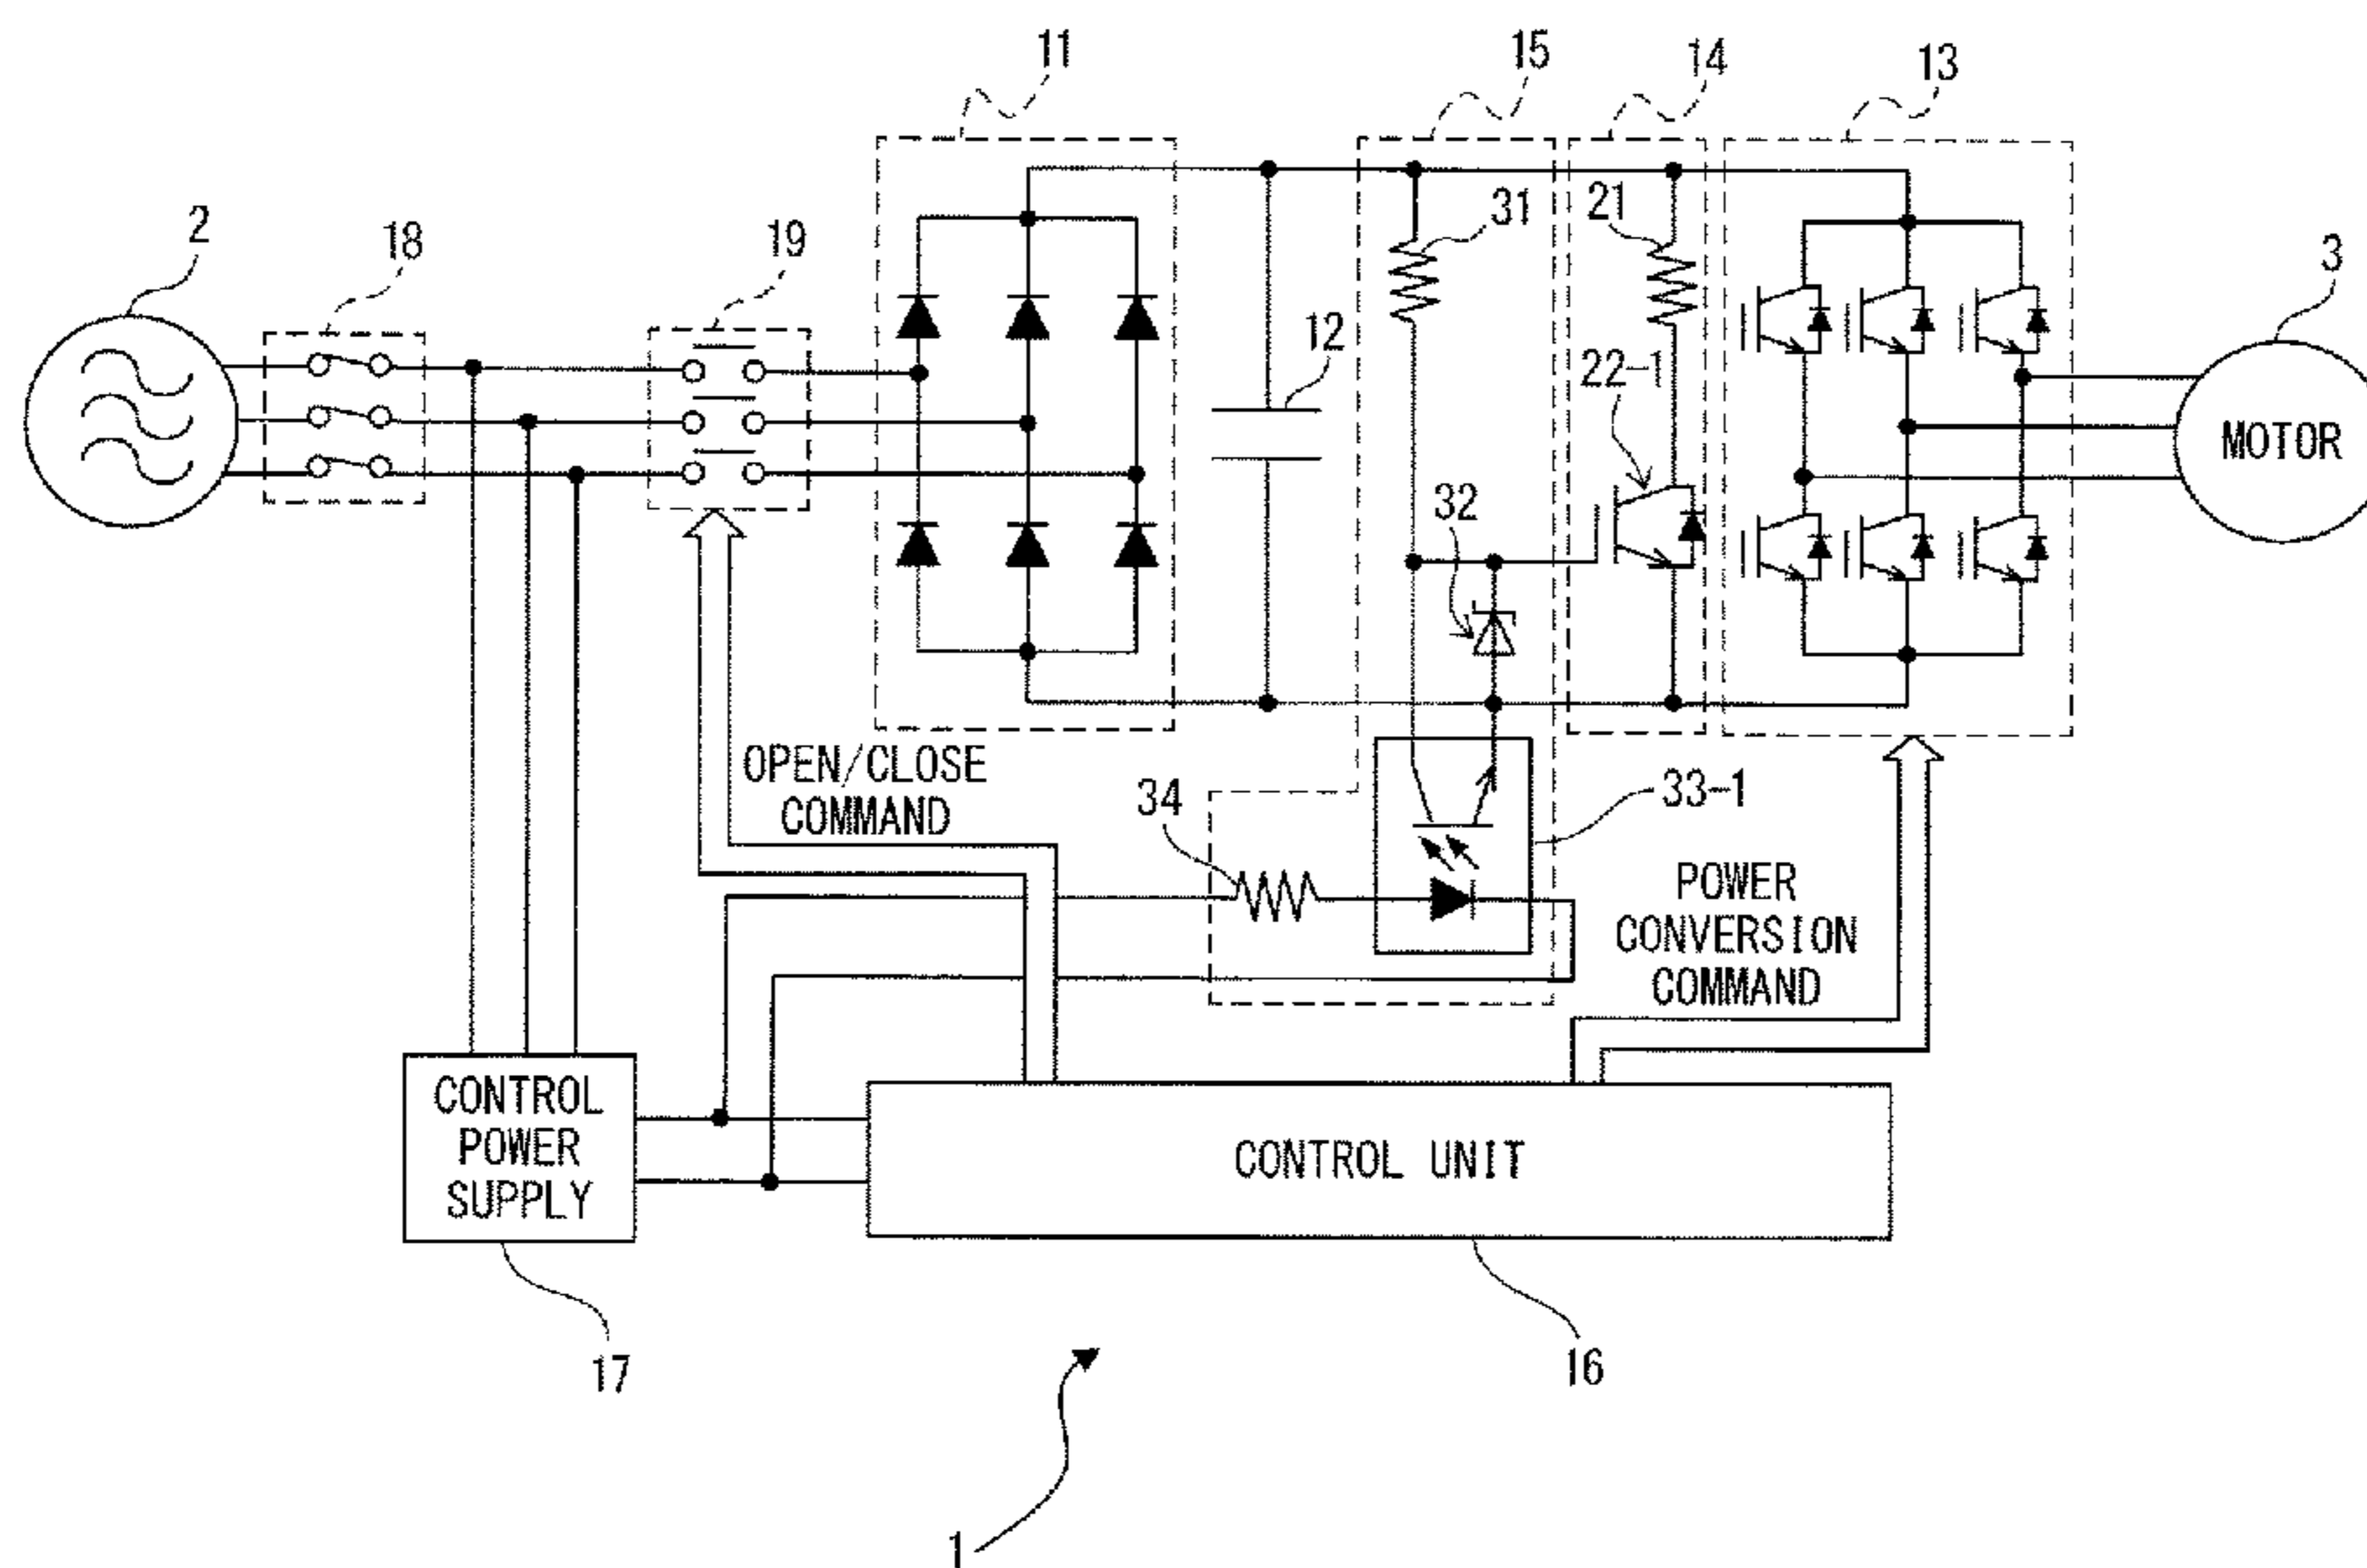 11
15
14
13
2
18
19
31
21
3
12
22-1
MOTOR
32
OPEN/CLOSE
COMMAND
34
33-1
POWER
CONVERSION
COMMAND
CONTROL
POWER
SUPPLY
CONTROL UNIT
17
16
1